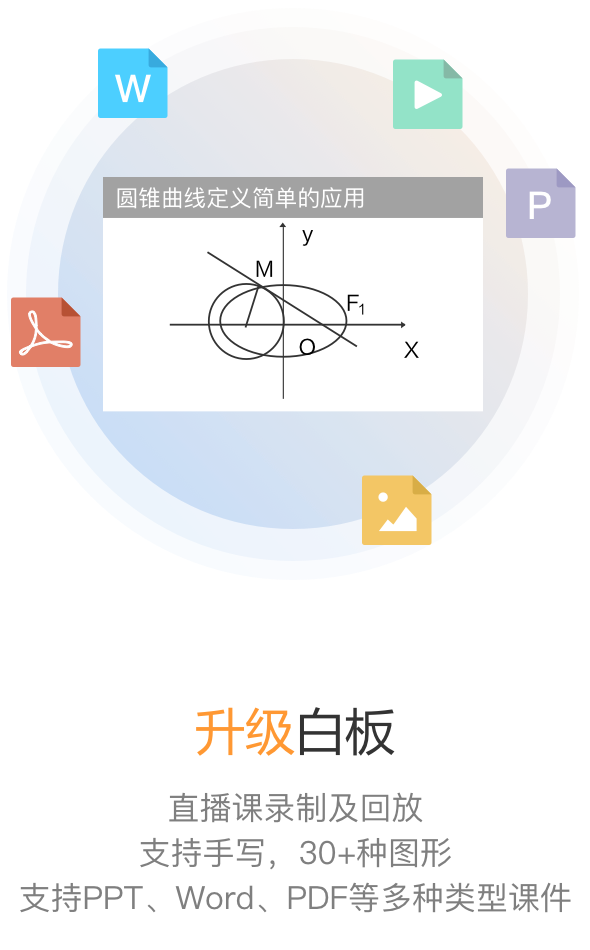 W
P
圆锥曲线定义简单的应用
y
M
F₁
O
X
升级白板
直播课录制及回放
支持手写，30+种图形
支持PPT、Word、PDF等多种类型课件